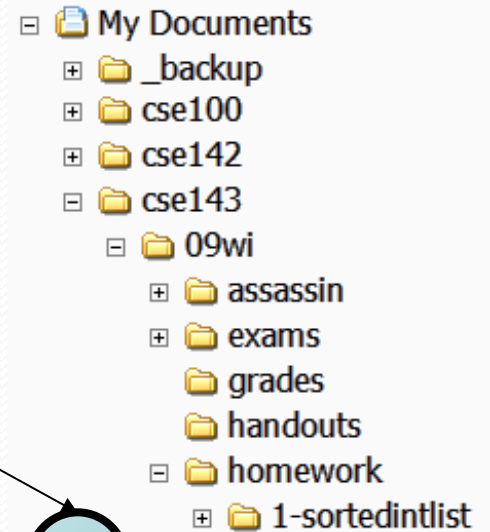 My Documents
_backup
cse100
cse142
cse143
09wi
assassin
exams
grades
handouts
homework
1-sortedintlist